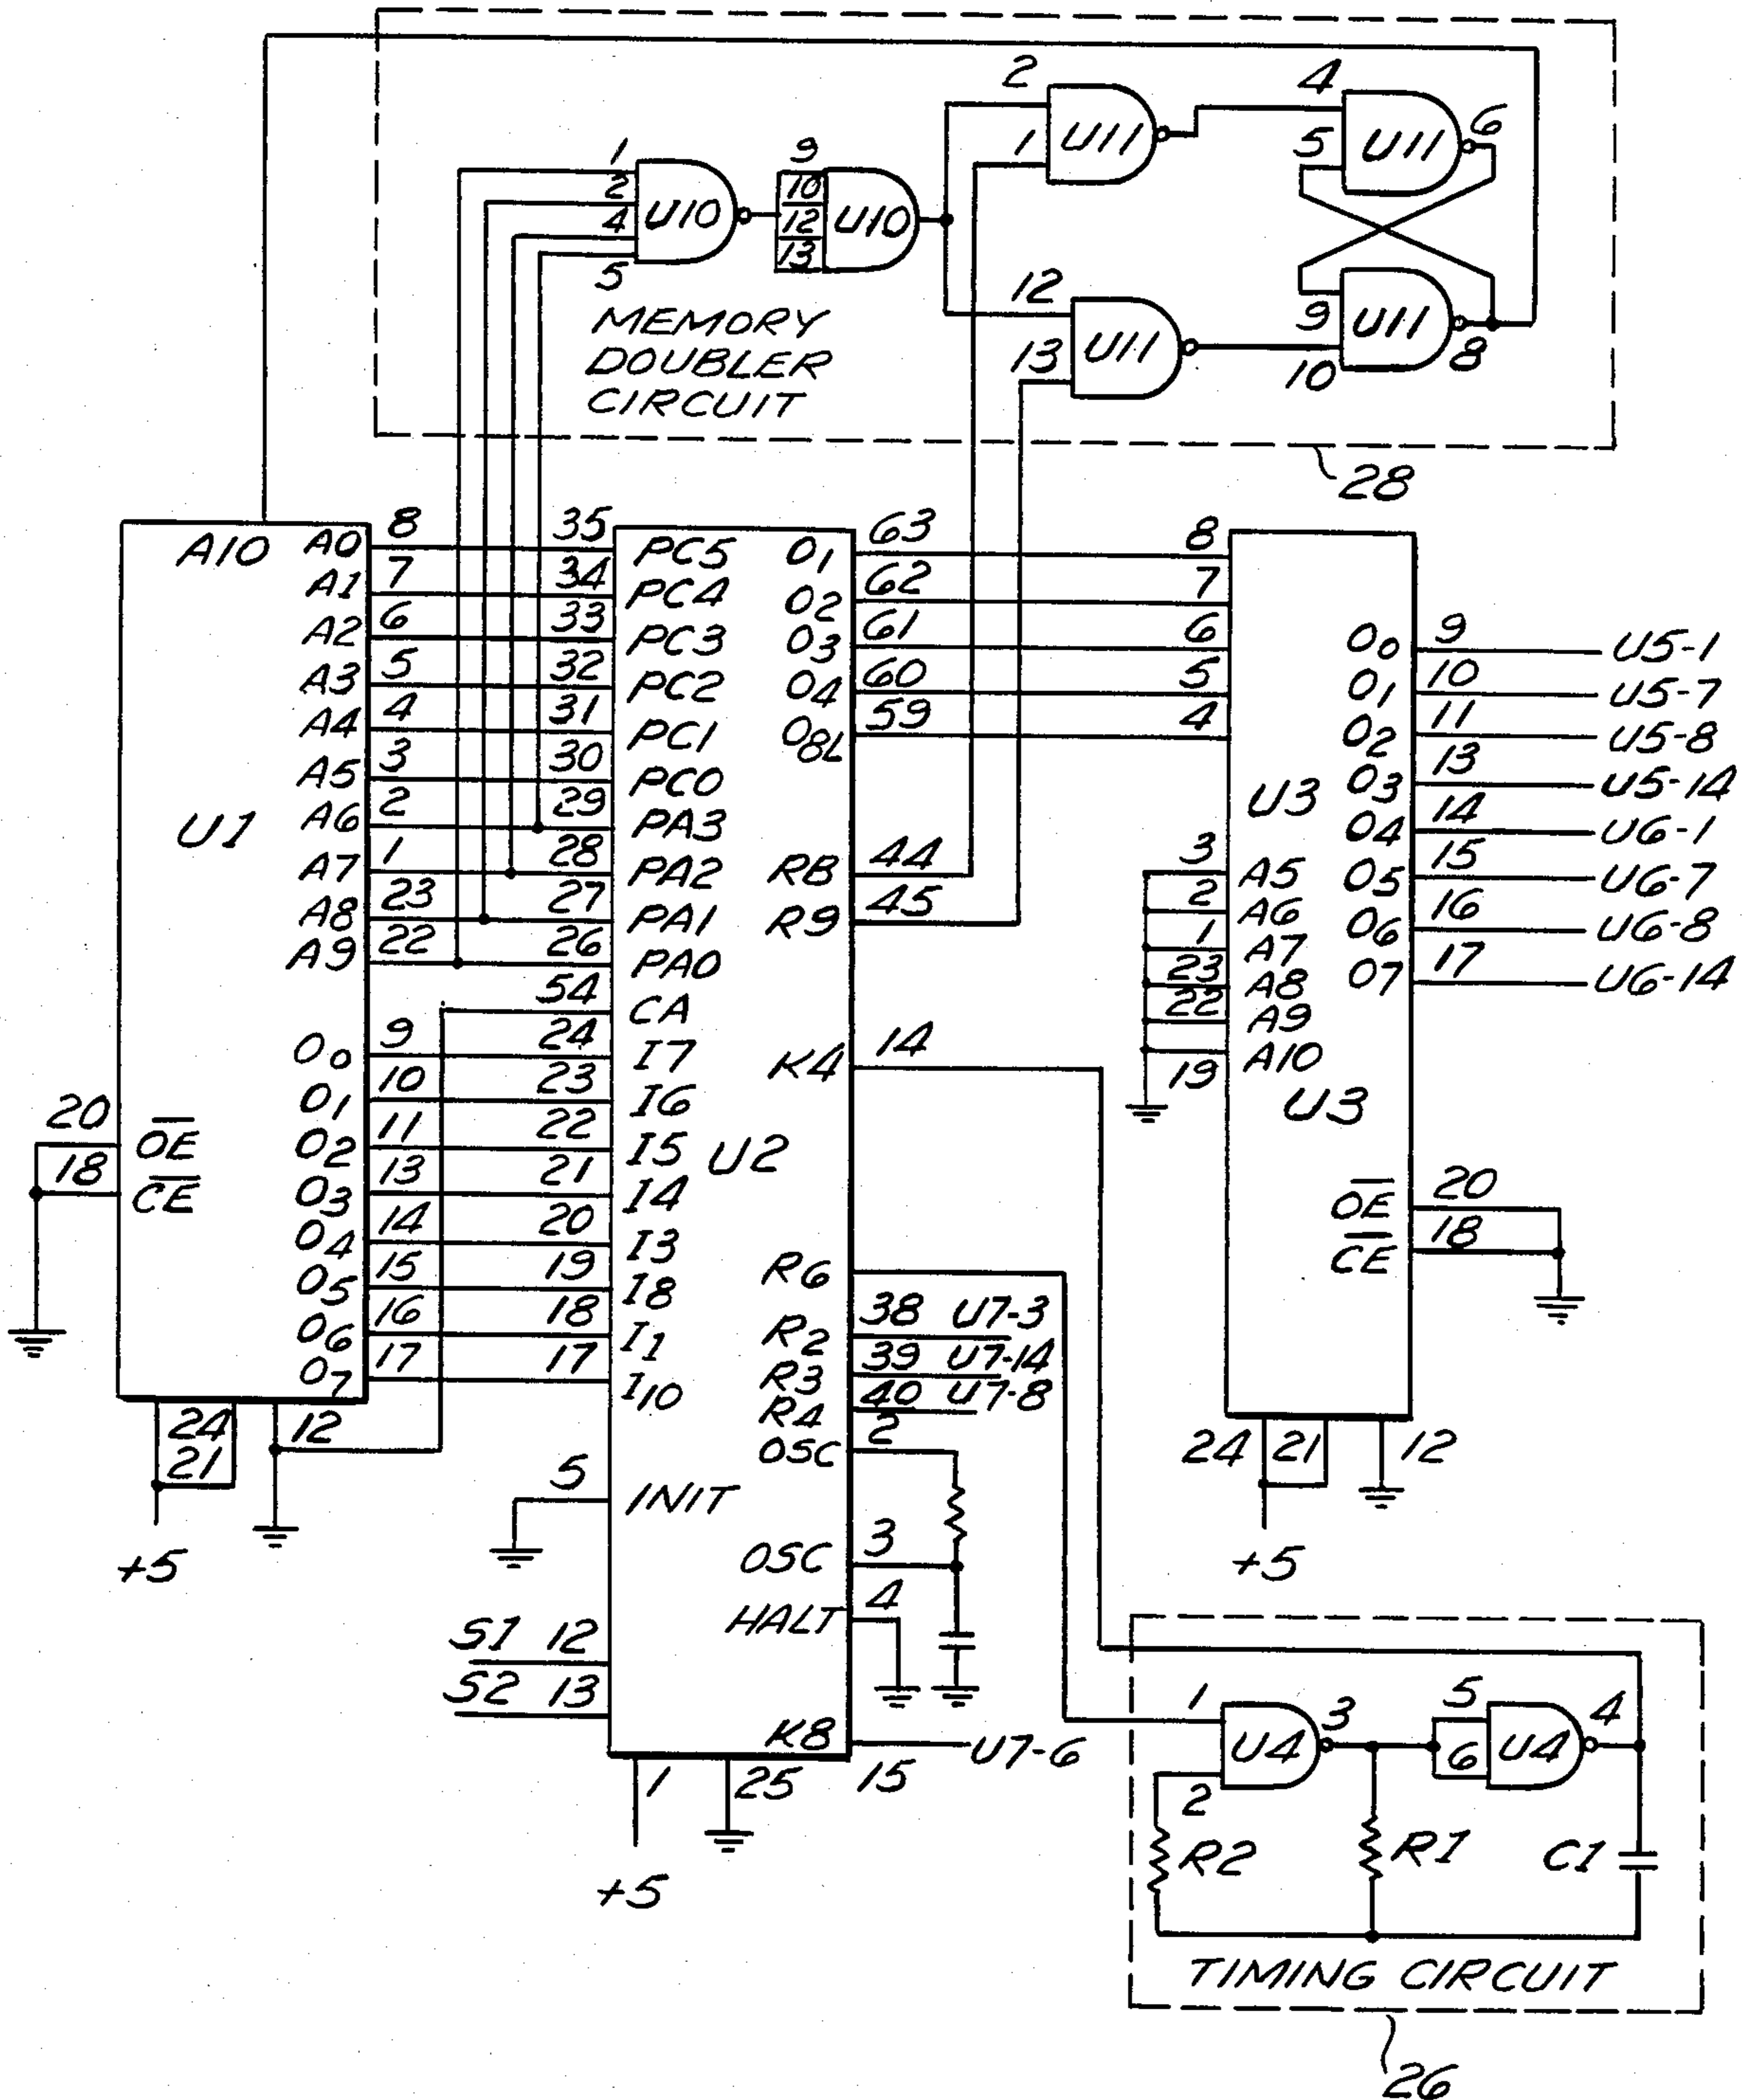 2
4
1
U11
5
U11
6
1
2
4
5
U10
9
10
12
13
U10
12
13
U11
9
10
U11
8
MEMORY
DOUBLER
CIRCUIT
28
A10
U1
A0 8 35 PC5
A1 7 34 PC4
A2 6 33 PC3
A3 5 32 PC2
A4 4 31 PC1
A5 3 30 PC0
A6 2 29 PA3
A7 1 28 PA2
A8 23 27 PA1
A9 22 26 PA0
54 CA
O0 9 24 I7
O1 10 23 I6
O2 11 22 I5
O3 13 21 I4
O4 14 20 I3
O5 15 19 I8
O6 16 18 I1
O7 17 17 I10
20 OE
18 CE
24
21
12
+5
U2
5 INIT
S1 12
S2 13
1
25
+5
O1 63 8
O2 62 7
O3 61 6
O4 60 5
O8L 59 4
R8 44
R9 45
K4 14
R6
R2 38 U7-3
R3 39 U7-14
R4 40 U7-8
OSC 2
OSC 3
HALT 4
K8 15 U7-6
U3
O0 9 U5-1
O1 10 U5-7
O2 11 U5-8
O3 13 U5-14
O4 14 U6-1
O5 15 U6-7
O6 16 U6-8
O7 17 U6-14
3 A5
2 A6
1 A7
23 A8
22 A9
19 A10
U3
OE 20
CE 18
24 21 12
+5
1
2
U4
3
5
6
U4
4
R2
R1
C1
TIMING CIRCUIT
26